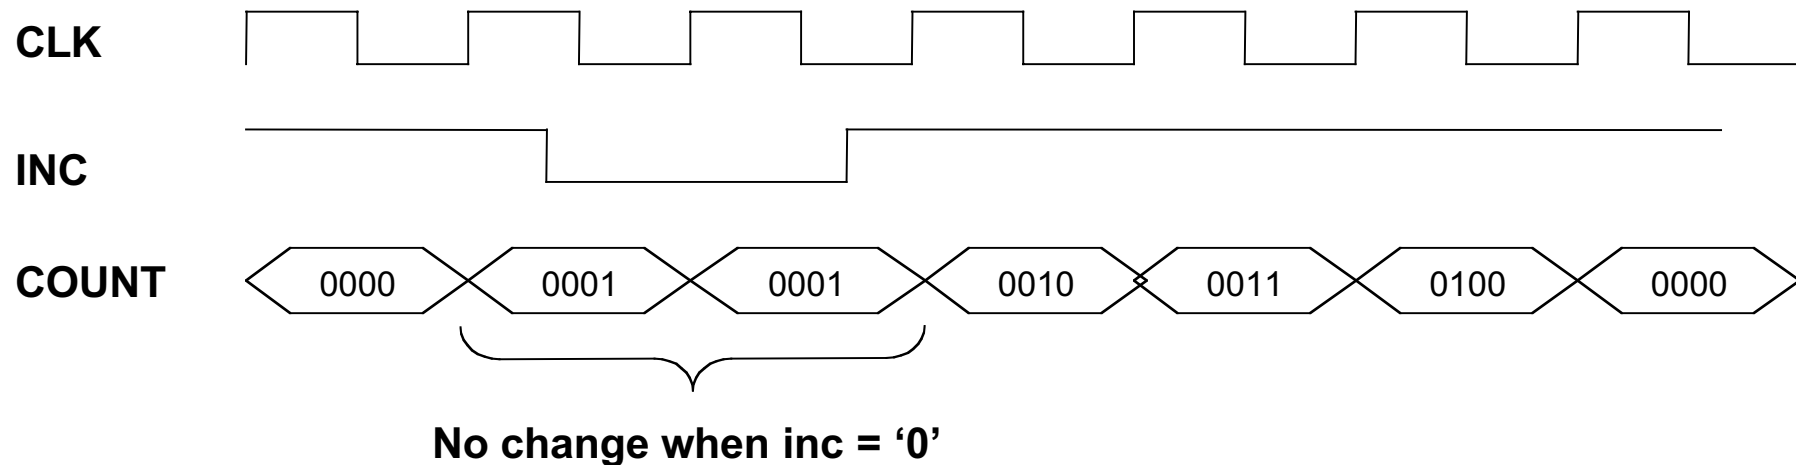 CLK
INC
COUNT 0000 0001 0001 0010 0011 0100 0000
No change when inc = ‘0’